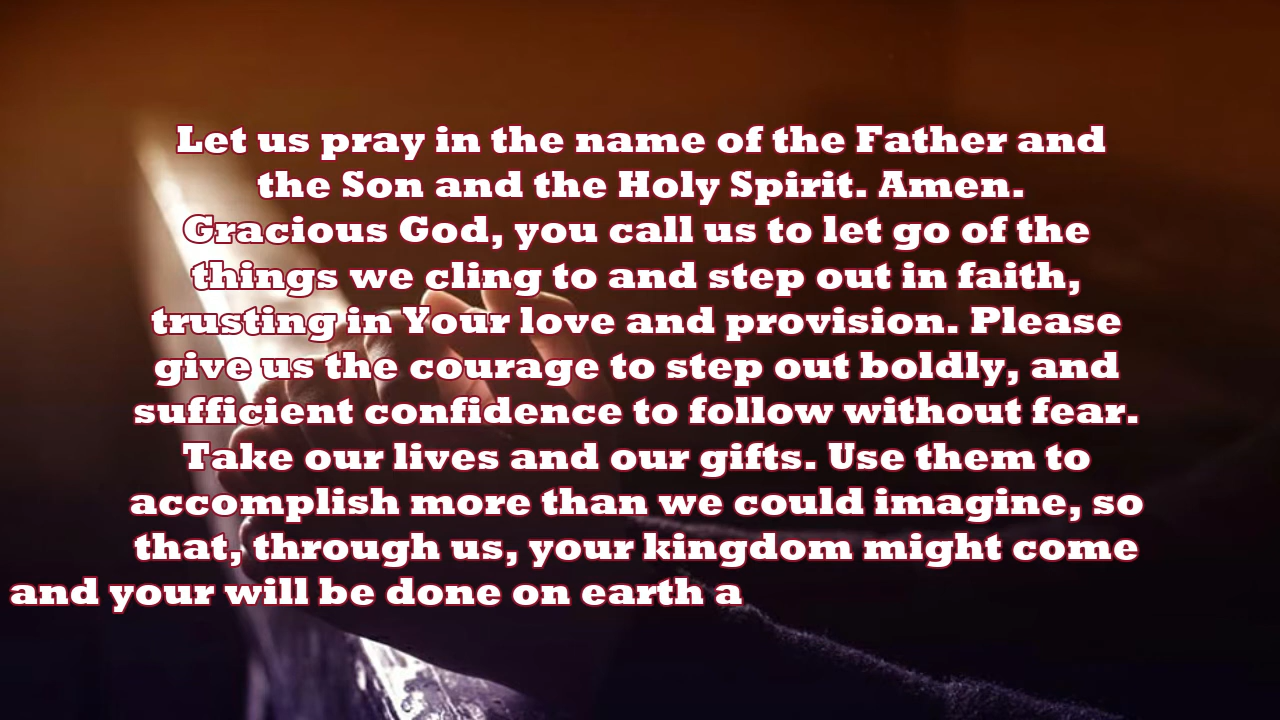 Let us pray in the name of the Father and
the Son and the Holy Spirit. Amen.
Gracious God, you call us to let go of the
things we cling to and step out in faith,
trusting in Your love and provision. Please
give us the courage to step out boldly, and
sufficient confidence to follow without fear.
Take our lives and our gifts. Use them to
accomplish more than we could imagine, so
that, through us, your kingdom might come
and your will be done on earth a